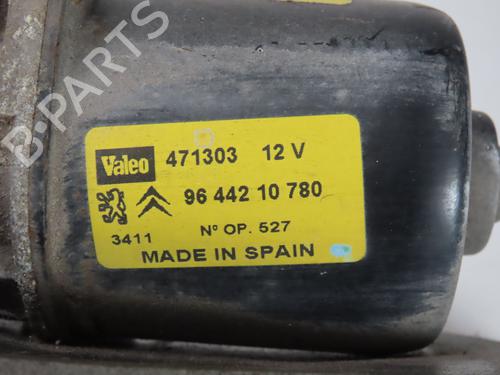 B-PARTS
Valeo 471303 12 V
96 442 10 780
3411 Nº OP. 527
MADE IN SPAIN